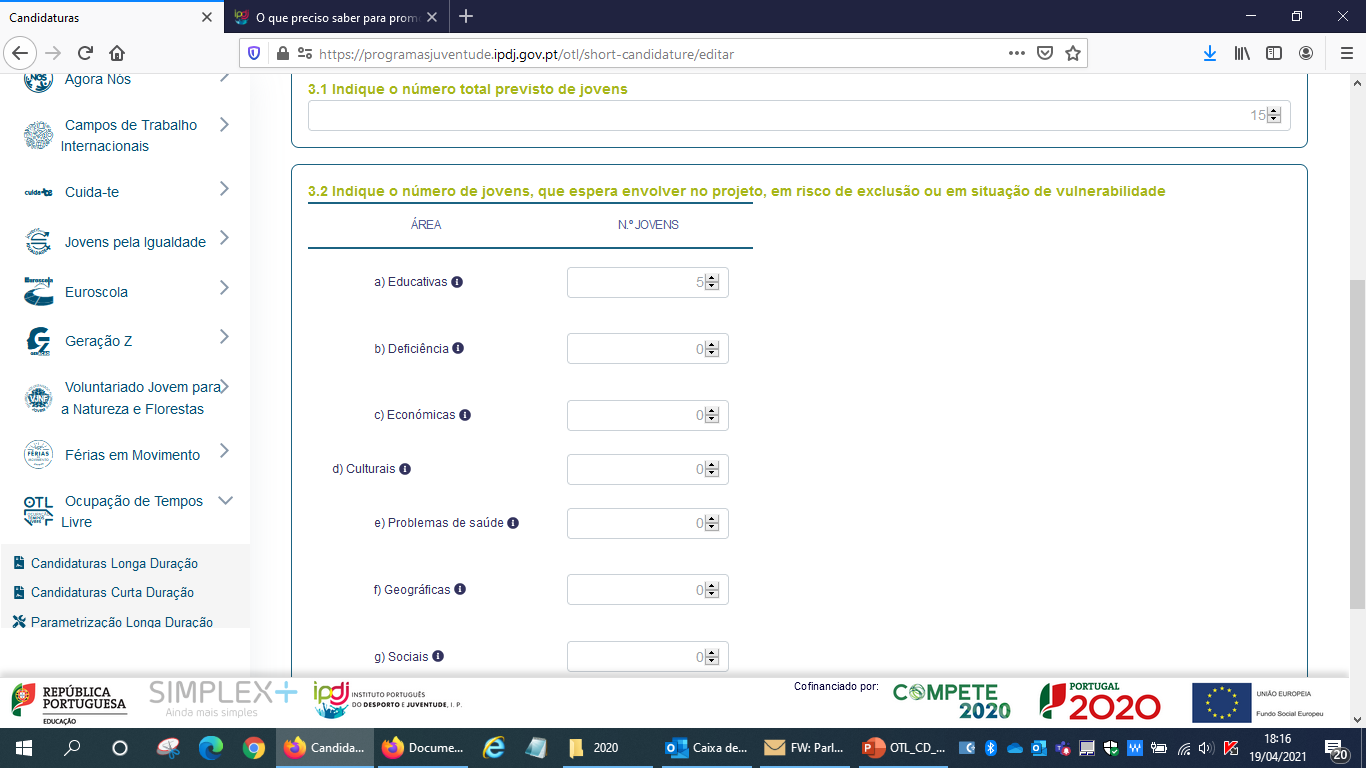 Candidaturas
O que preciso saber para prom
https://programasjuventude.ipdj.gov.pt/otl/short-candidature/editar
Agora Nós
Campos de Trabalho
Internacionais
Cuida-te
Jovens pela Igualdade
Euroscola
Geração Z
Voluntariado Jovem para
a Natureza e Florestas
Férias em Movimento
Ocupação de Tempos
Livre
Candidaturas Longa Duração
Candidaturas Curta Duração
Parametrização Longa Duração
3.1 Indique o número total previsto de jovens
15
3.2 Indique o número de jovens, que espera envolver no projeto, em risco de exclusão ou em situação de vulnerabilidade
ÁREA N.º JOVENS
a) Educativas 5
b) Deficiência 0
c) Económicas 0
d) Culturais 0
e) Problemas de saúde 0
f) Geográficas 0
g) Sociais 0
REPÚBLICA
PORTUGUESA
EDUCAÇÃO
SIMPLEX+
Ainda mais simples
ipdj
INSTITUTO PORTUGUÊS
DO DESPORTO E JUVENTUDE, I. P.
Cofinanciado por:
COMPETE
2020
PORTUGAL
2020
UNIÃO EUROPEIA
Fundo Social Europeu
Candida...
Docume...
2020
Caixa de...
FW: Parl...
OTL_CD_...
18:16
19/04/2021
20